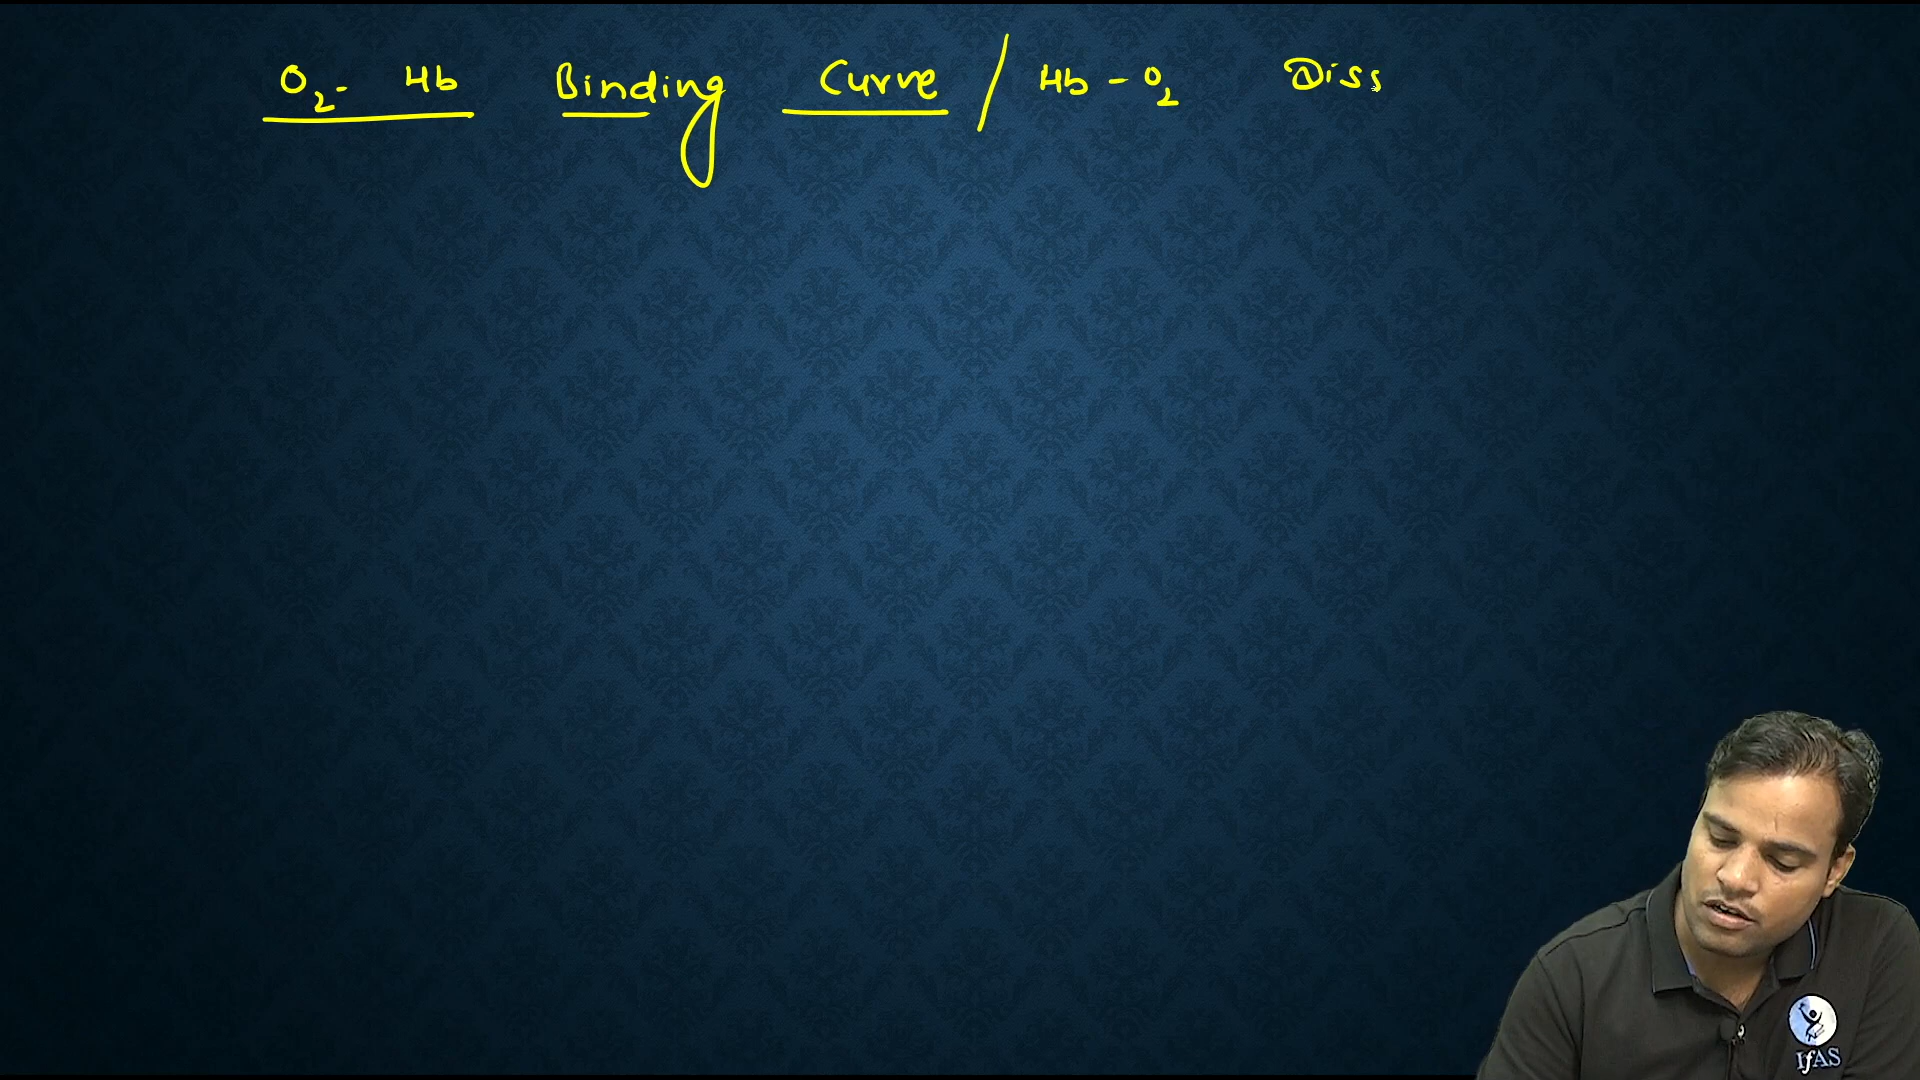 O₂- Hb Binding Curve / Hb - O₂ Diss
IfAS